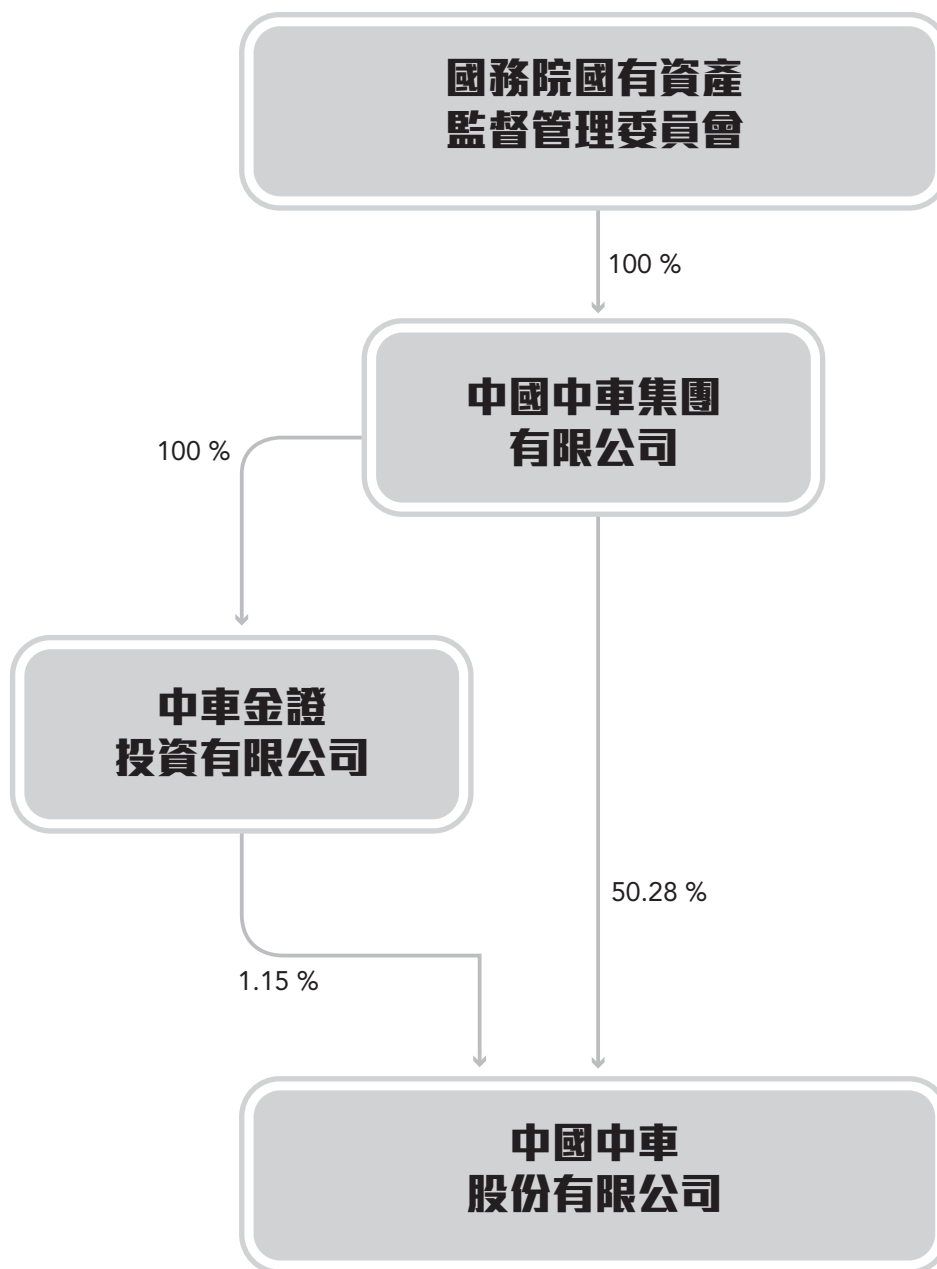 國務院國有資產
監督管理委員會
100 %
中國中車集團
有限公司
100 %
中車金證
投資有限公司
50.28 %
1.15 %
中國中車
股份有限公司